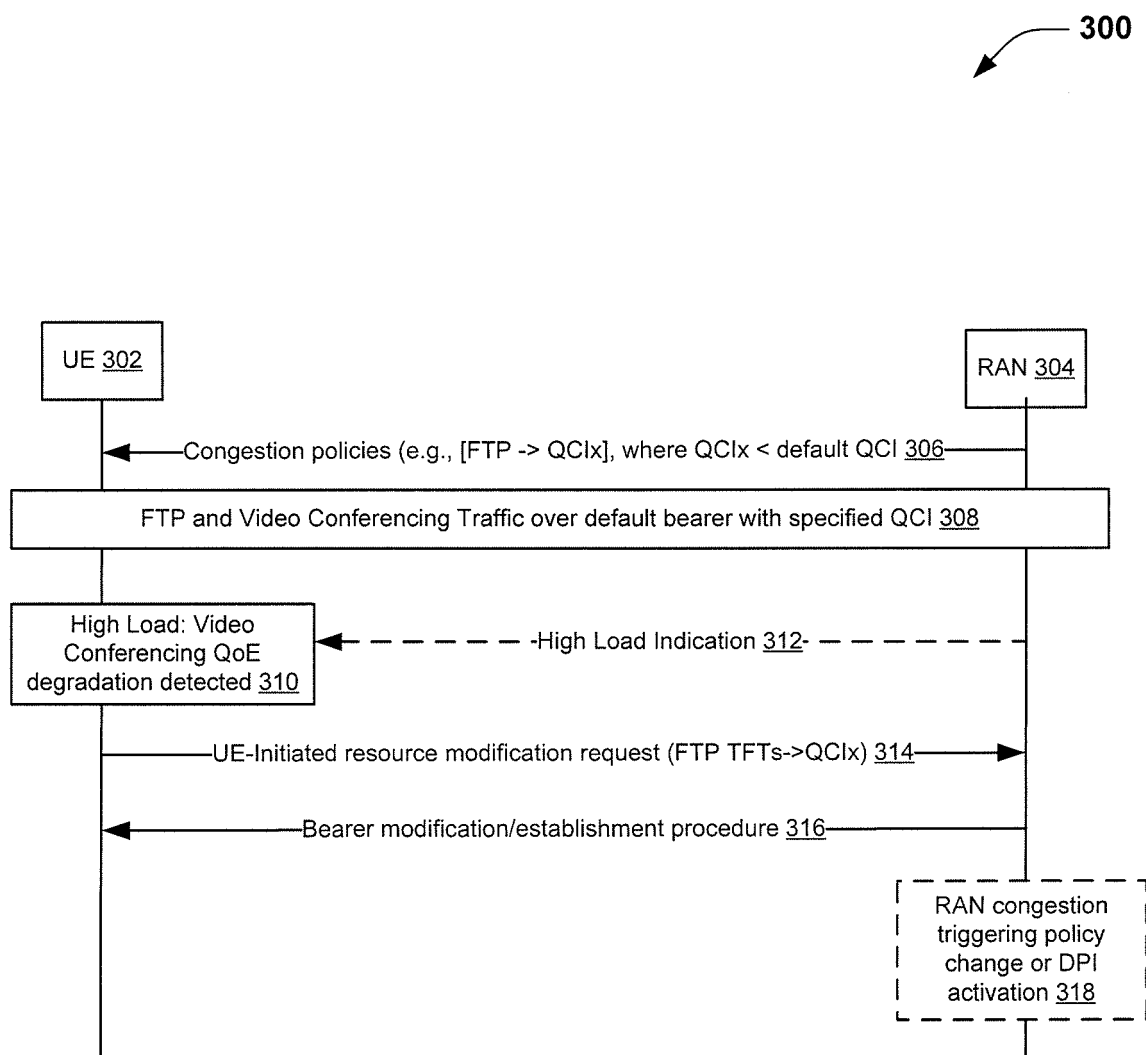 300
UE 302
RAN 304
Congestion policies (e.g., [FTP -> QCIx], where QCIx < default QCI 306
FTP and Video Conferencing Traffic over default bearer with specified QCI 308
High Load: Video
Conferencing QoE
degradation detected 310
High Load Indication 312
UE-Initiated resource modification request (FTP TFTs->QCIx) 314
Bearer modification/establishment procedure 316
RAN congestion
triggering policy
change or DPI
activation 318